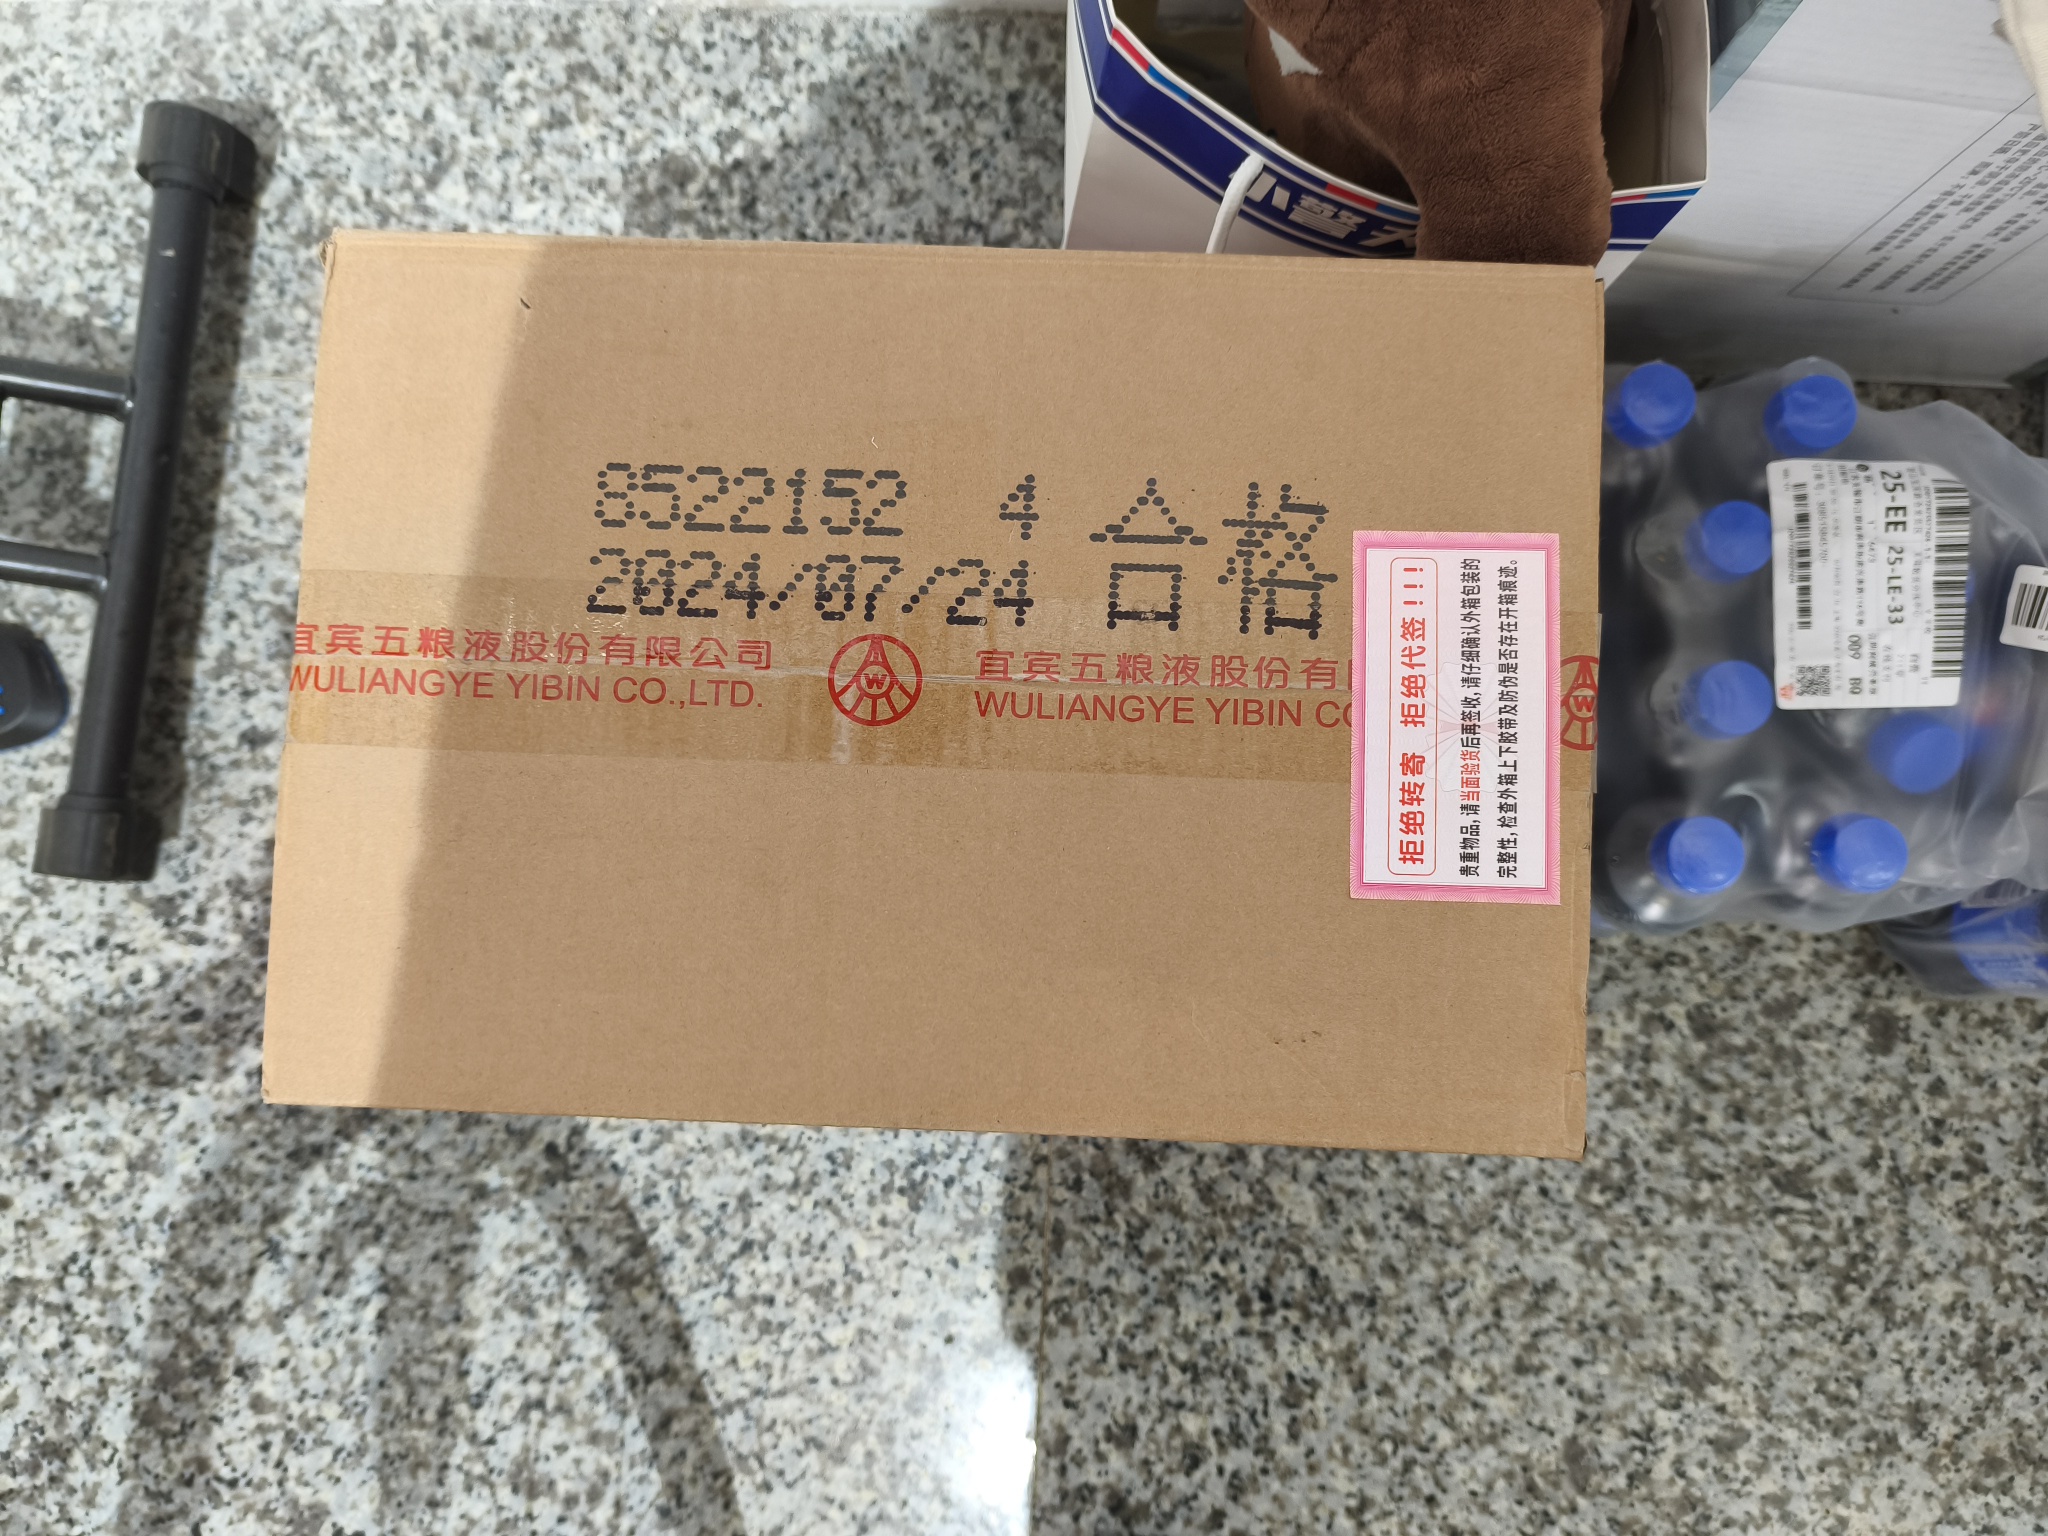 小警
8522152 4 合格
2024/07/24
宜宾五粮液股份有限公司
WULIANGYE YIBIN CO.,LTD.
宜宾五粮液股份有
WULIANGYE YIBIN CO
拒绝转寄 拒绝代签!!!
贵重物品,请当面验货后再签收,请仔细确认外箱包装的
完整性,检查外箱上下胶带及防伪是否存在开箱痕迹。
25-EE 25-LE-33
009 BQ